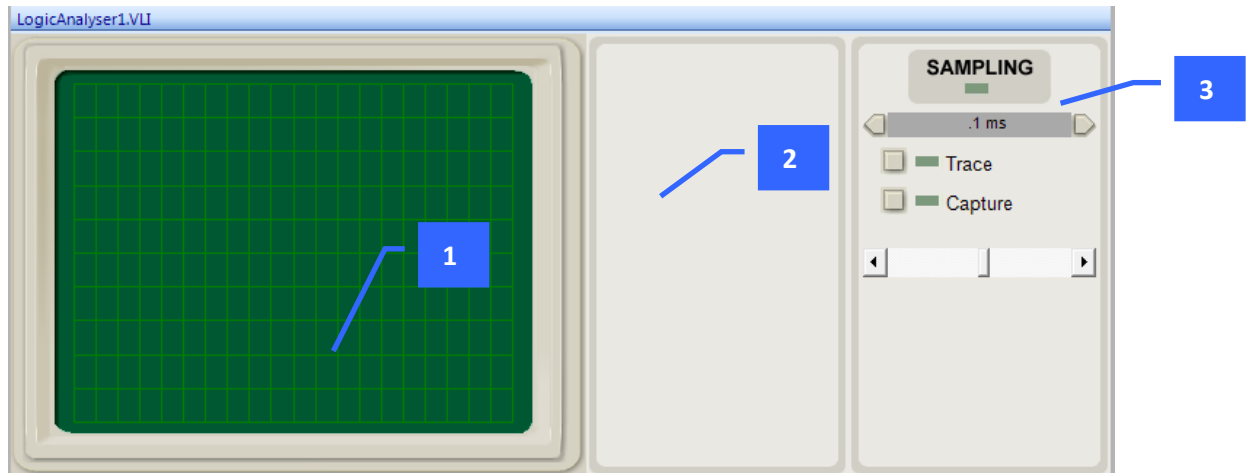 LogicAnalyser1.VLI
SAMPLING
3
.1 ms
2
Trace
Capture
1